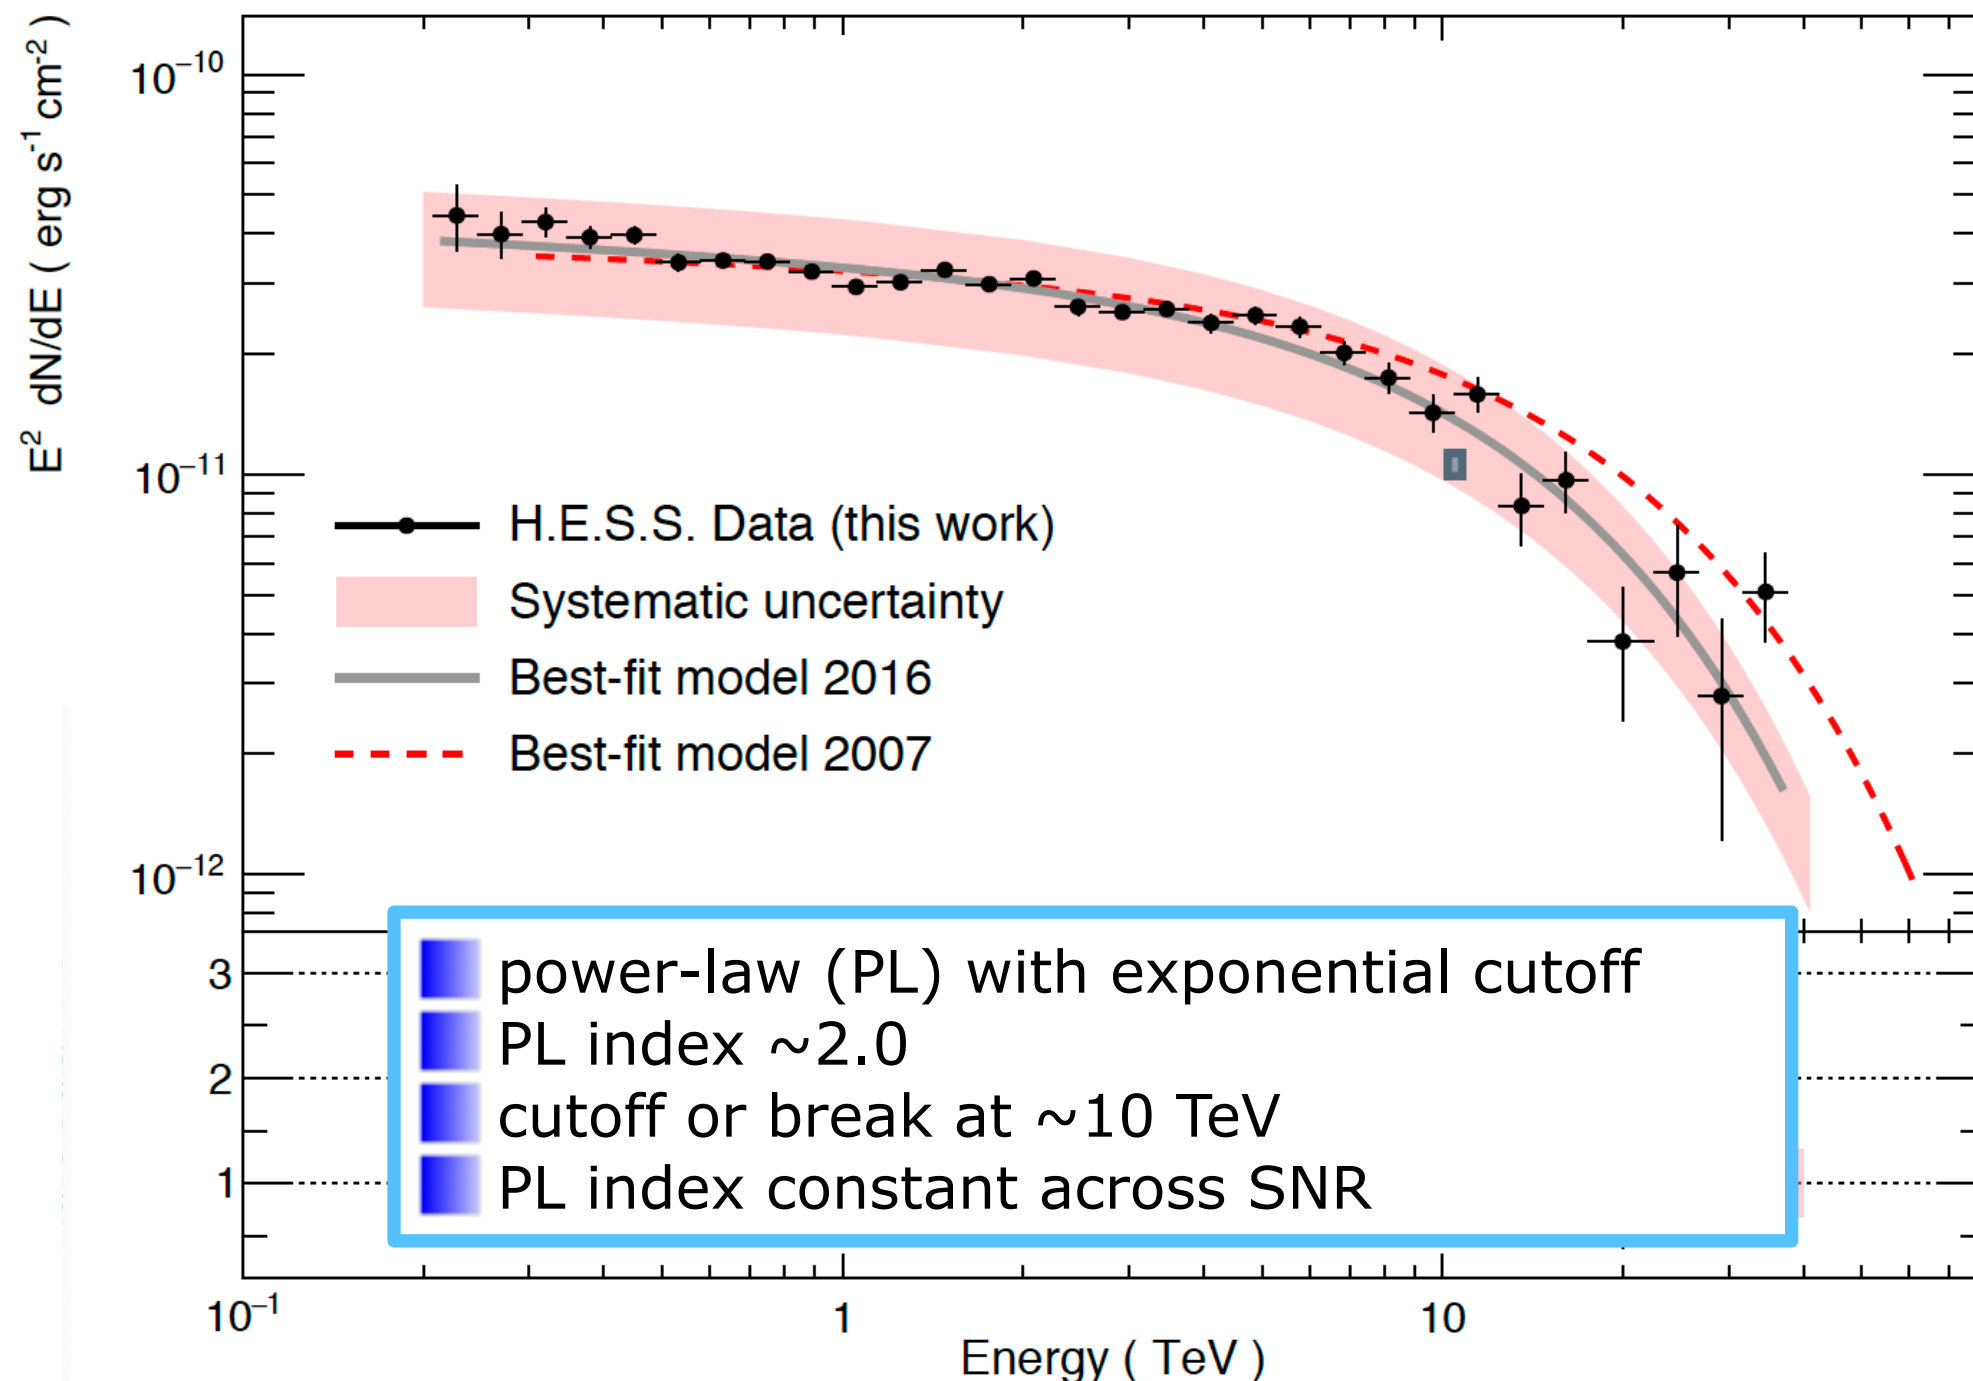 E² dN/dE ( erg s⁻¹ cm⁻² )
10⁻¹⁰
10⁻¹¹
10⁻¹²
H.E.S.S. Data (this work)
Systematic uncertainty
Best-fit model 2016
Best-fit model 2007
3
2
1
power-law (PL) with exponential cutoff
PL index ~2.0
cutoff or break at ~10 TeV
PL index constant across SNR
10⁻¹
1
10
Energy ( TeV )